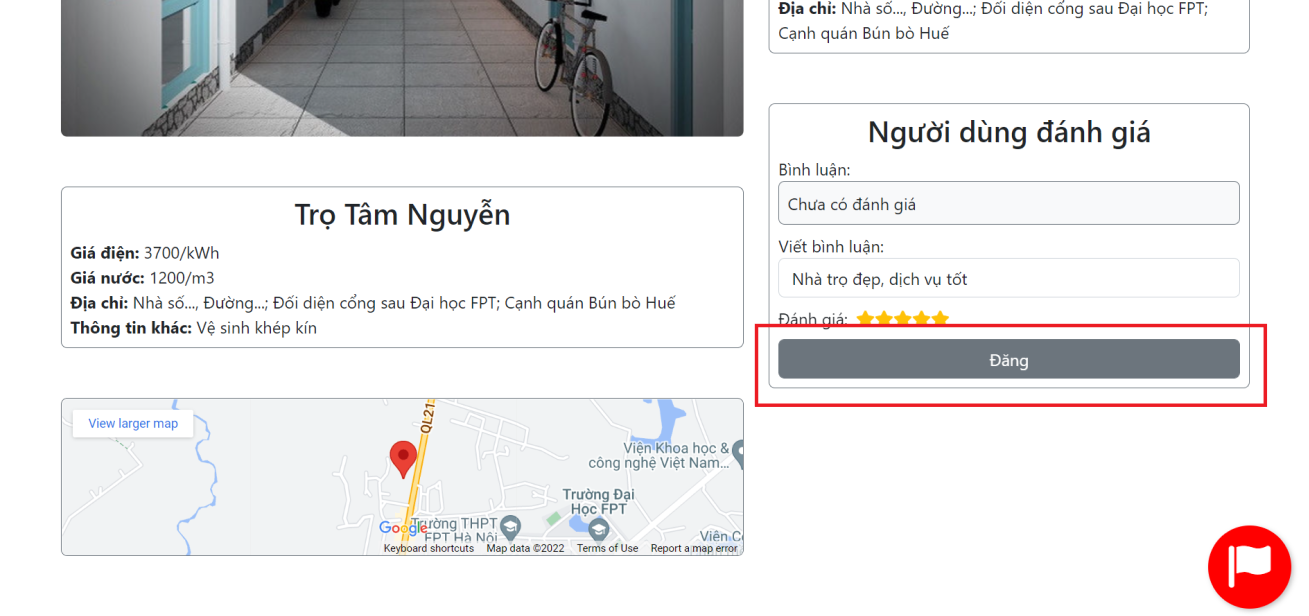 Địa chỉ: Nhà số..., Đường...; Đối diện cổng sau Đại học FPT;
Cạnh quán Bún bò Huế
Trọ Tâm Nguyễn
Giá điện: 3700/kWh
Giá nước: 1200/m3
Địa chỉ: Nhà số..., Đường...; Đối diện cổng sau Đại học FPT; Cạnh quán Bún bò Huế
Thông tin khác: Vệ sinh khép kín
Người dùng đánh giá
Bình luận:
Chưa có đánh giá
Viết bình luận:
Nhà trọ đẹp, dịch vụ tốt
Đánh giá:
Đăng
View larger map
QL21
Viện Khoa học &
công nghệ Việt Nam...
Trường Đại
Học FPT
Trường THPT
FPT Hà Nội
Viện C
Google
Keyboard shortcuts
Map data ©2022
Terms of Use
Report a map error